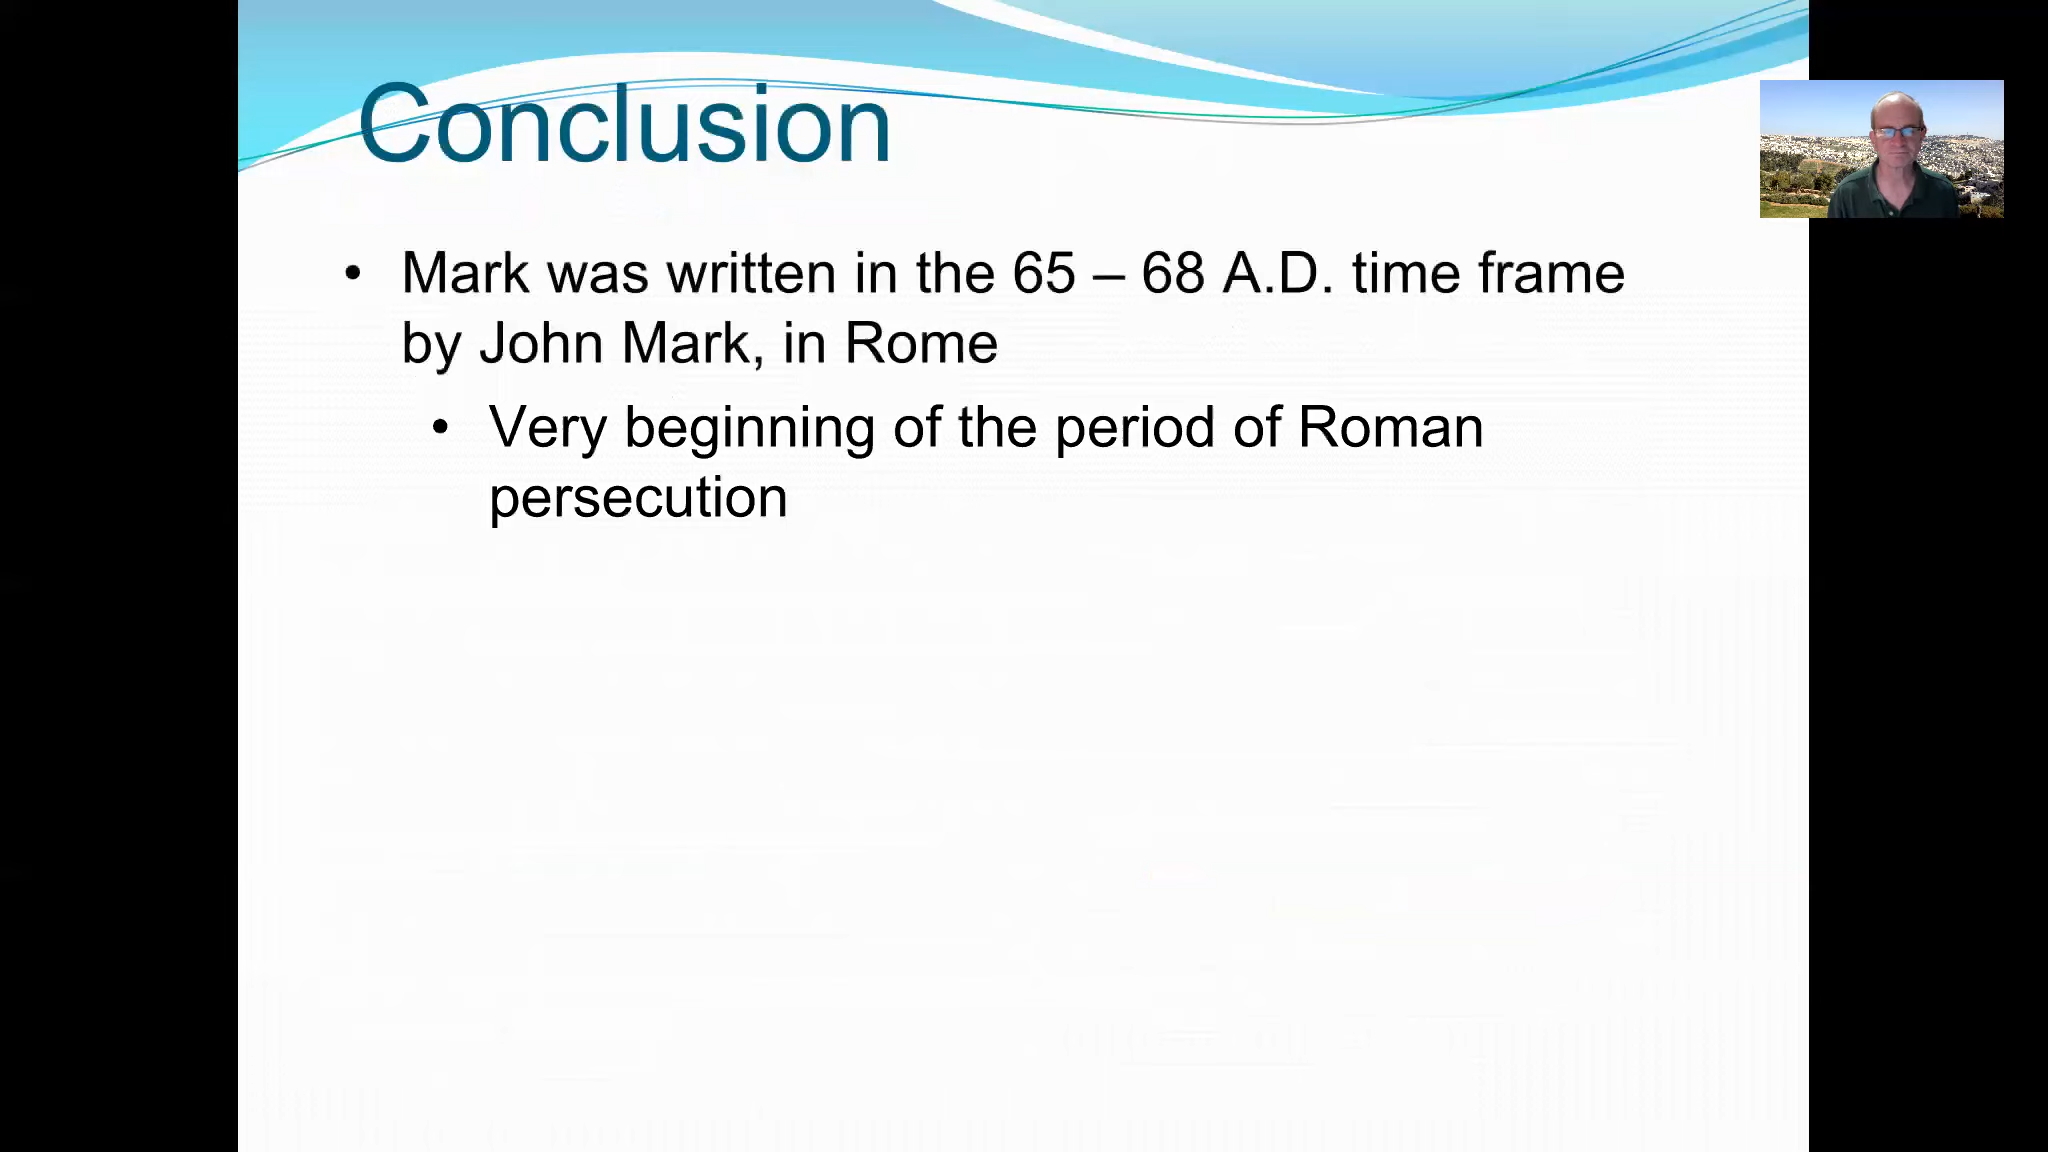 Conclusion
• Mark was written in the 65 – 68 A.D. time frame
by John Mark, in Rome
• Very beginning of the period of Roman
persecution